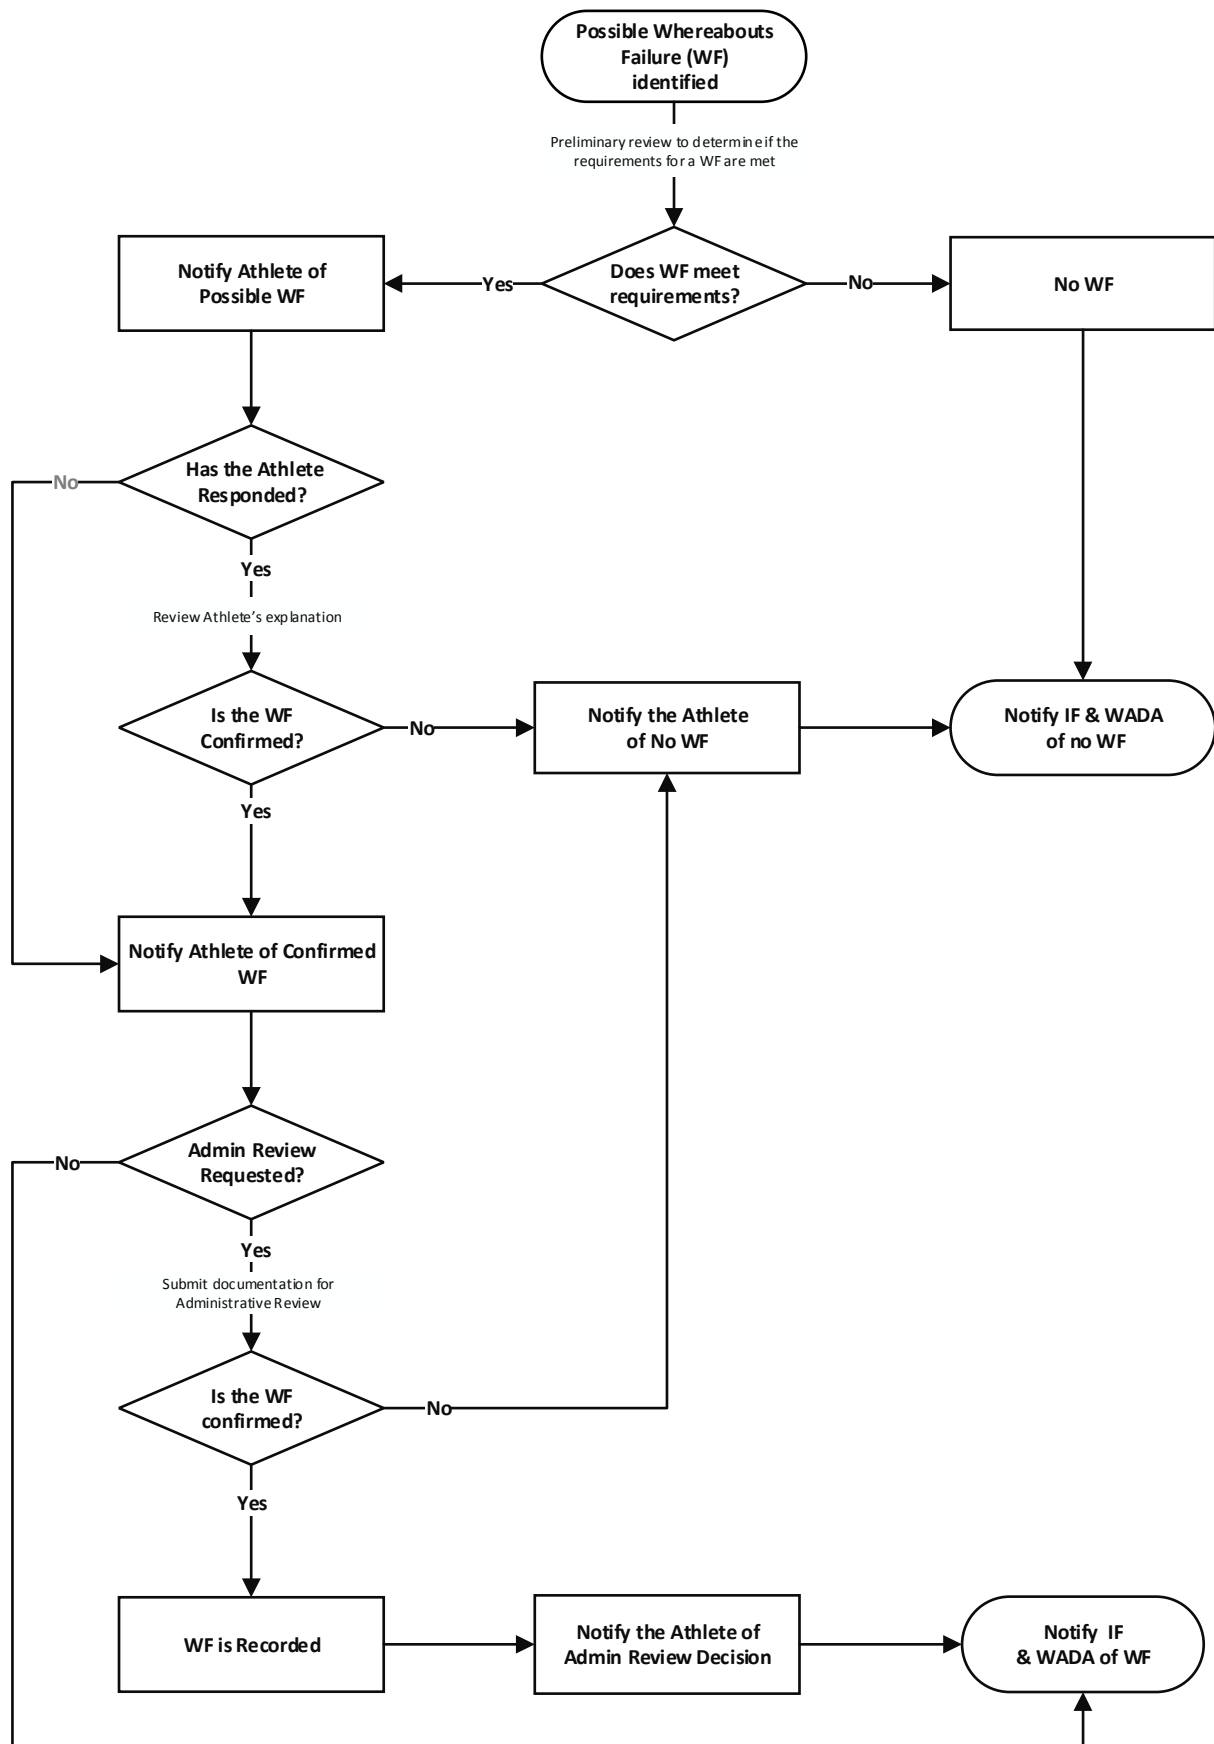 Possible Whereabouts
Failure (WF)
identified
Preliminary review to determine if the
requirements for a WF are met
Notify Athlete of
Possible WF
Yes
Does WF meet
requirements?
No
No WF
No
Has the Athlete
Responded?
Yes
Review Athlete's explanation
Is the WF
Confirmed?
No
Notify the Athlete
of No WF
Notify IF & WADA
of no WF
Yes
Notify Athlete of Confirmed
WF
No
Admin Review
Requested?
Yes
Submit documentation for
Administrative Review
Is the WF
confirmed?
No
Yes
WF is Recorded
Notify the Athlete of
Admin Review Decision
Notify IF
& WADA of WF